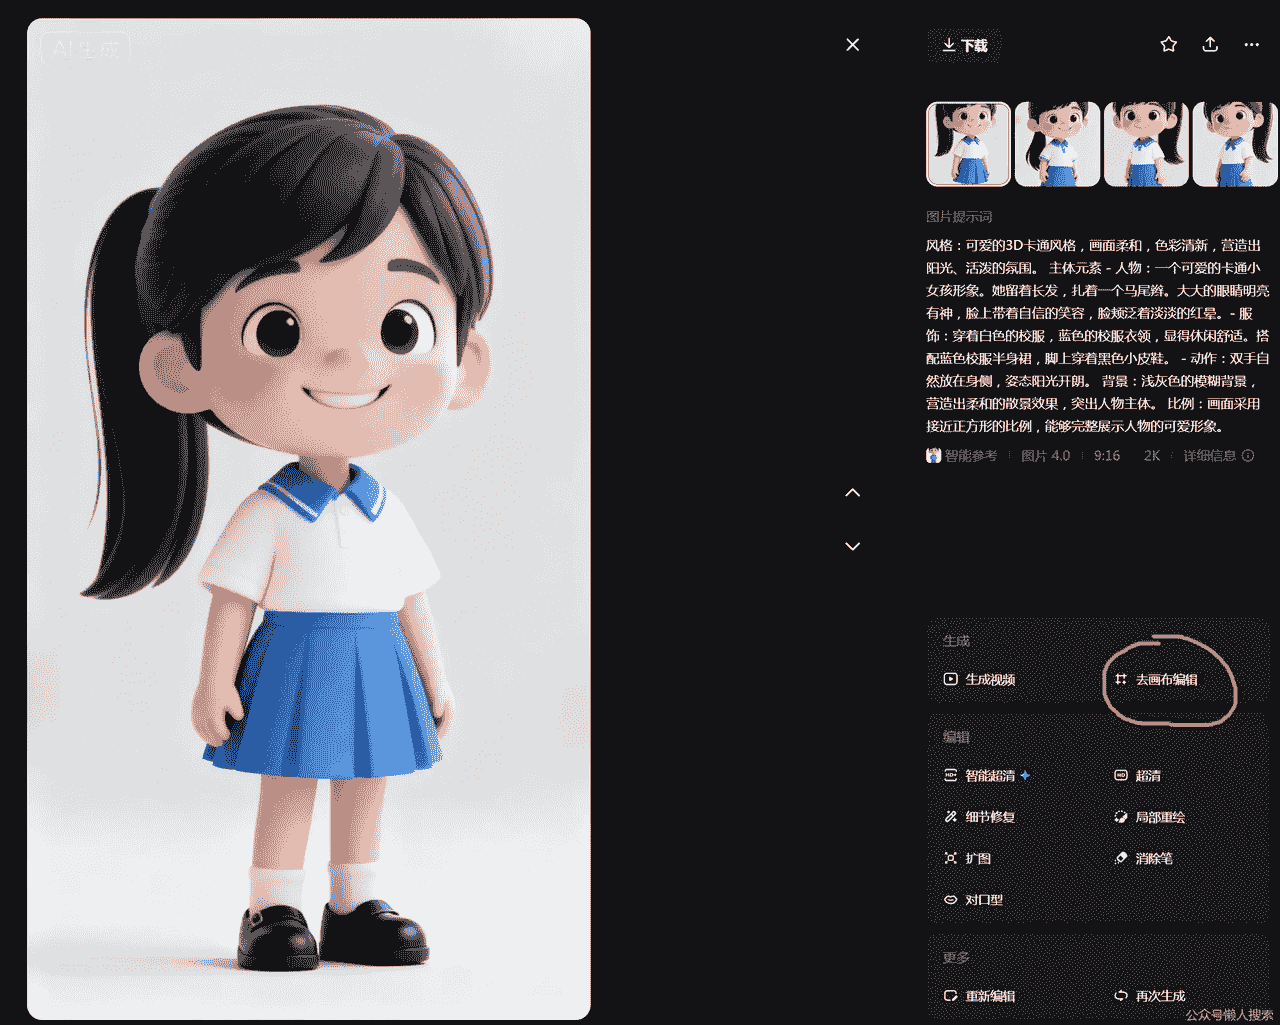 AI生成
下载
图片提示词
风格：可爱的3D卡通风格，画面柔和，色彩清新，营造出
阳光、活泼的氛围。 主体元素 - 人物：一个可爱的卡通小
女孩形象。她留着长发，扎着一个马尾辫。大大的眼睛明亮
有神，脸上带着自信的笑容，脸颊泛着淡淡的红晕。- 服
饰：穿着白色的校服，蓝色的校服衣领，显得休闲舒适。搭
配蓝色校服半身裙，脚上穿着黑色小皮鞋。 - 动作：双手自
然放在身侧，姿态阳光开朗。 背景：浅灰色的模糊背景，
营造出柔和的散景效果，突出人物主体。 比例：画面采用
接近正方形的比例，能够完整展示人物的可爱形象。
智能参考 图片 4.0 9:16 2K 详细信息
生成
生成视频 去画布编辑
编辑
智能超清 超清
细节修复 局部重绘
扩图 消除笔
对口型
更多
重新编辑 再次生成
公众号懒人搜索